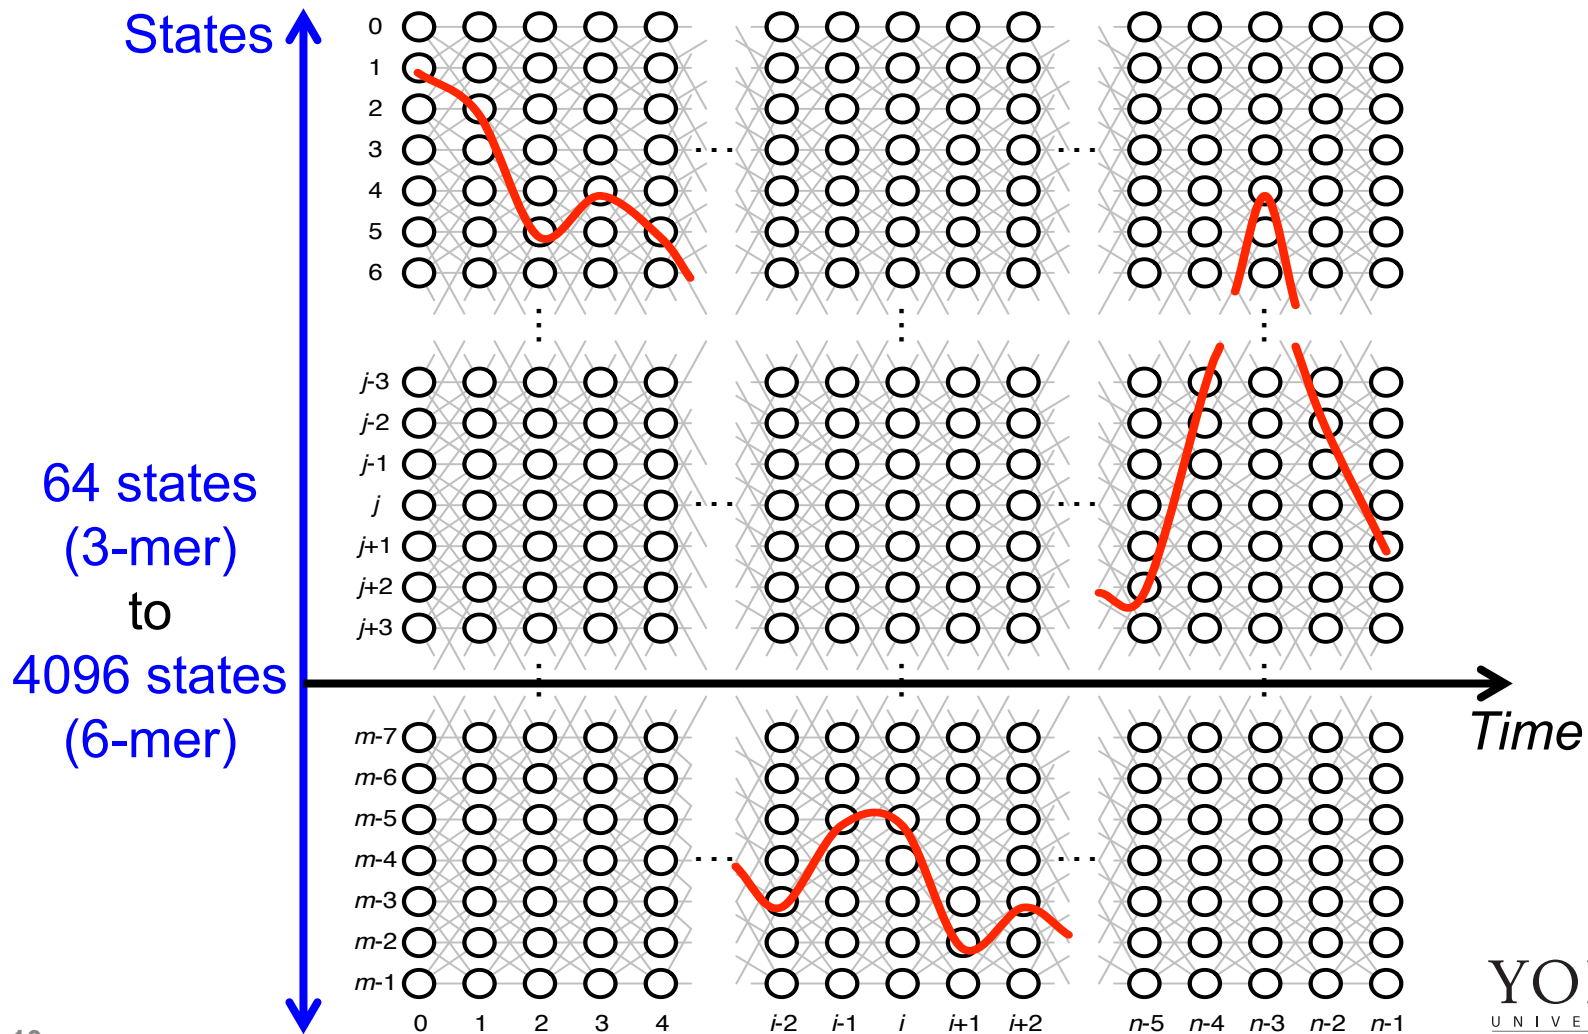 States
0
1
2
3
4
5
6
j-3
j-2
j-1
j
j+1
j+2
j+3
64 states
(3-mer)
to
4096 states
(6-mer)
Time
m-7
m-6
m-5
m-4
m-3
m-2
m-1
0 1 2 3 4 i-2 i-1 i i+1 i+2 n-5 n-4 n-3 n-2 n-1